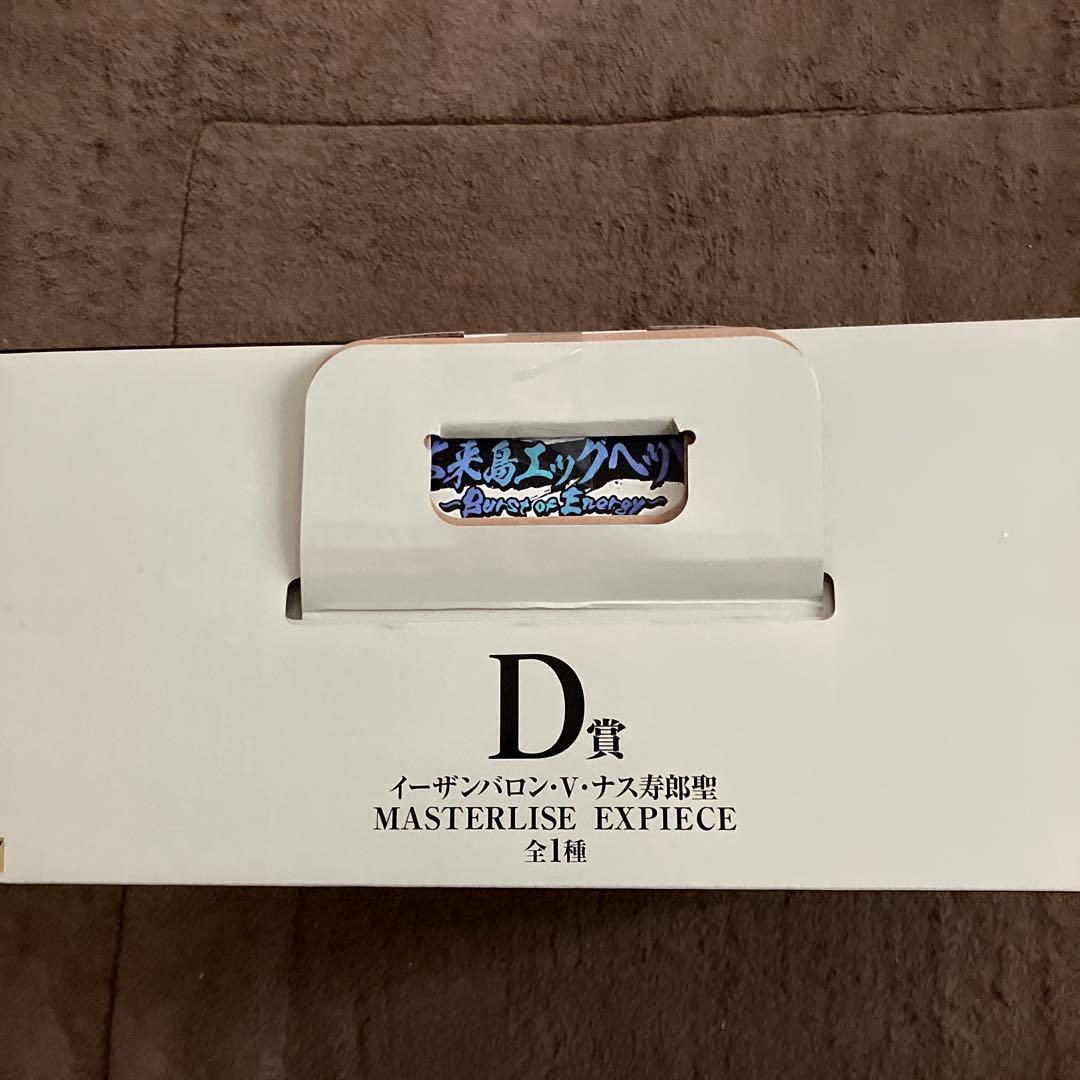 来島エッグヘッ
～Burst of Energy～
D賞
イーザンバロン・V・ナス寿郎聖
MASTERLISE EXPIECE
全1種